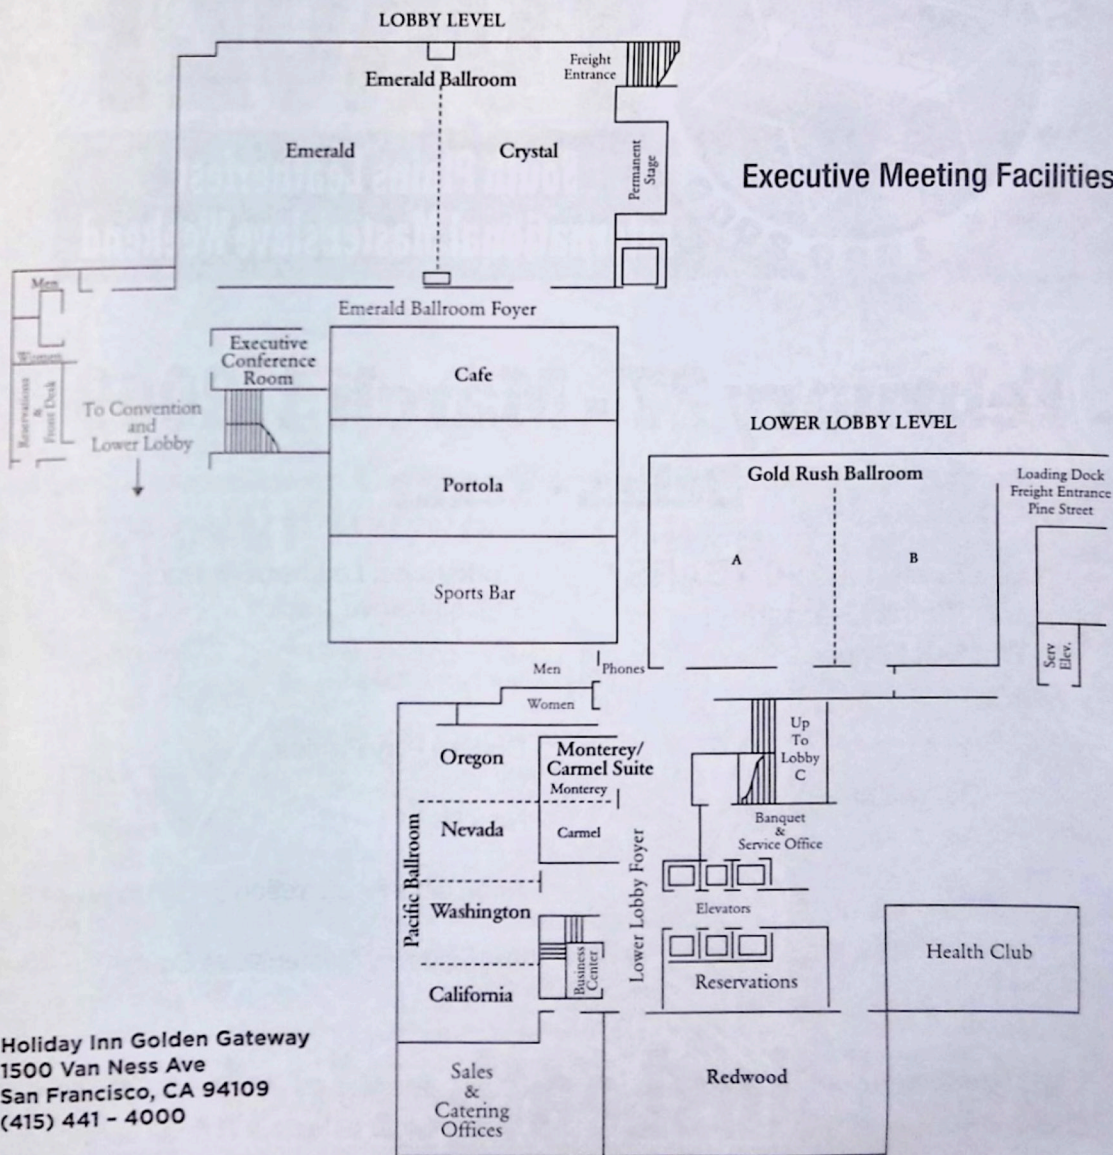 LOBBY LEVEL
Emerald Ballroom
Freight
Entrance
Emerald
Crystal
Permanent
Stage
Executive Meeting Facilities
Men
Women
Reservations
&
Front Desk
Emerald Ballroom Foyer
Executive
Conference
Room
To Convention
and
Lower Lobby
Cafe
Portola
Sports Bar
LOWER LOBBY LEVEL
Gold Rush Ballroom
A
B
Loading Dock
Freight Entrance
Pine Street
Serv
Elev.
Men
Phones
Women
Oregon
Monterey/
Carmel Suite
Monterey
Nevada
Carmel
Pacific Ballroom
Washington
California
Business
Center
Lower Lobby Foyer
Up
To
Lobby
C
Banquet
&
Service Office
Elevators
Reservations
Health Club
Sales
&
Catering
Offices
Redwood
Holiday Inn Golden Gateway
1500 Van Ness Ave
San Francisco, CA 94109
(415) 441 – 4000